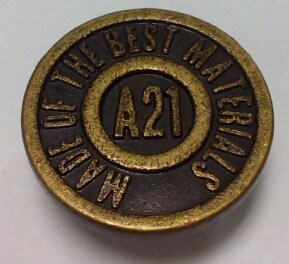 MADE OF THE BEST MATERIALS
A21